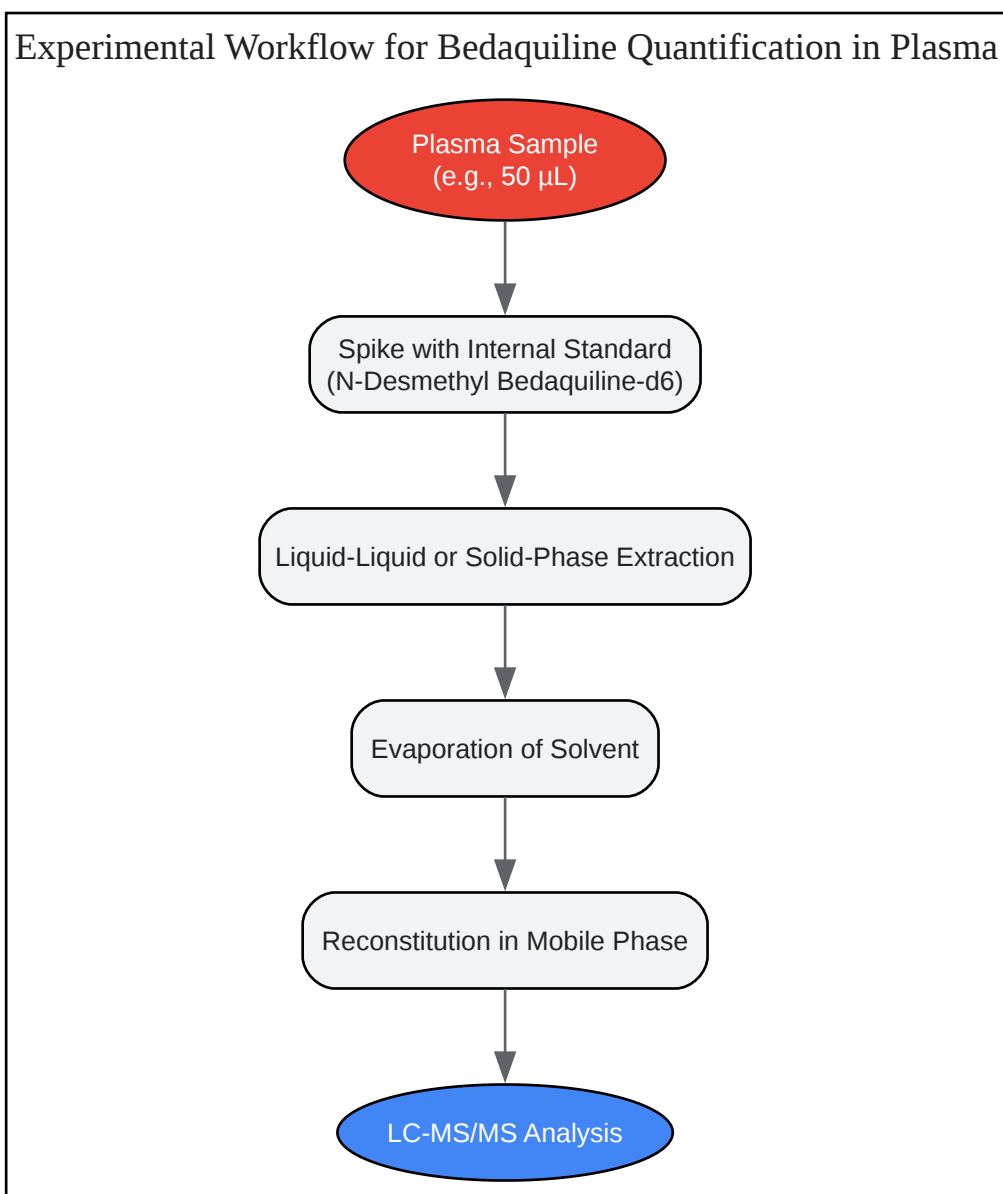 Experimental Workflow for Bedaquiline Quantification in Plasma
Plasma Sample
(e.g., 50 µL)
Spike with Internal Standard
(N-Desmethyl Bedaquiline-d6)
Liquid-Liquid or Solid-Phase Extraction
Evaporation of Solvent
Reconstitution in Mobile Phase
LC-MS/MS Analysis